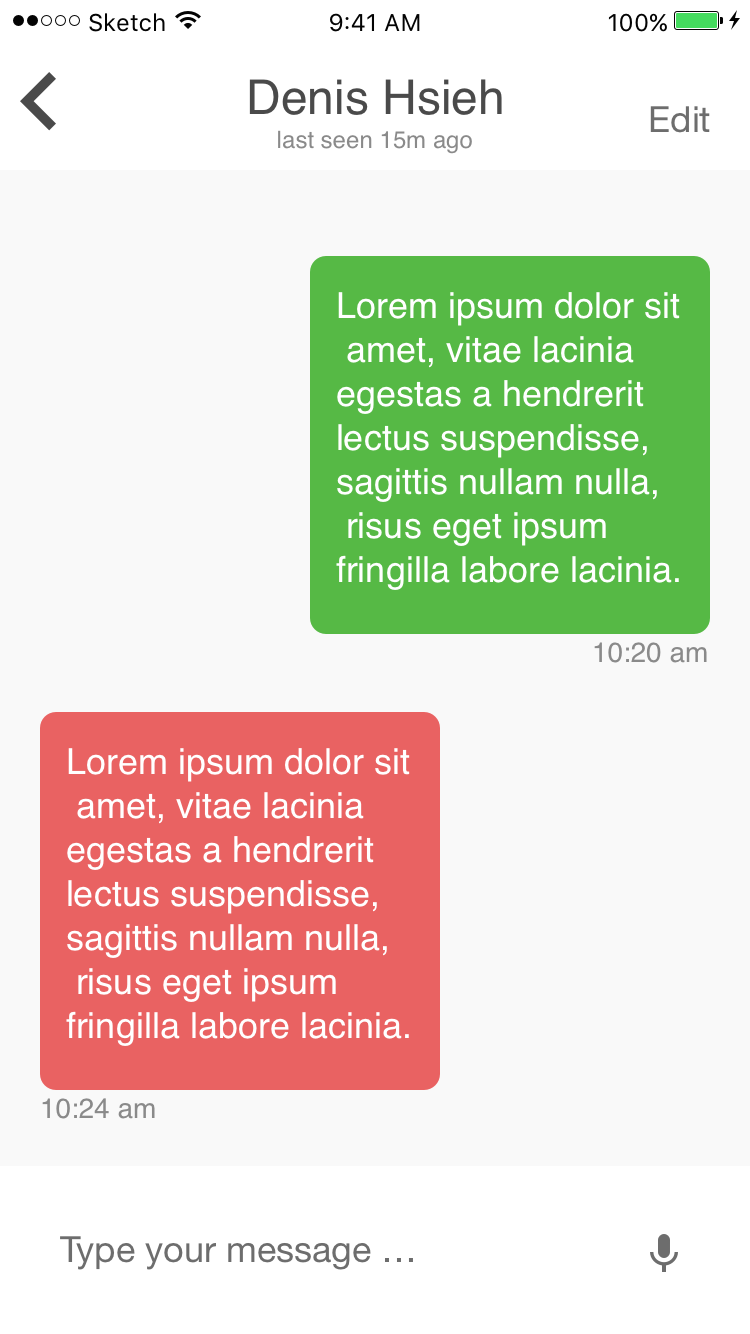 Sketch 9:41 AM 100%
Denis Hsieh
last seen 15m ago
Edit
Lorem ipsum dolor sit
amet, vitae lacinia
egestas a hendrerit
lectus suspendisse,
sagittis nullam nulla,
risus eget ipsum
fringilla labore lacinia.
10:20 am
Lorem ipsum dolor sit
amet, vitae lacinia
egestas a hendrerit
lectus suspendisse,
sagittis nullam nulla,
risus eget ipsum
fringilla labore lacinia.
10:24 am
Type your message …